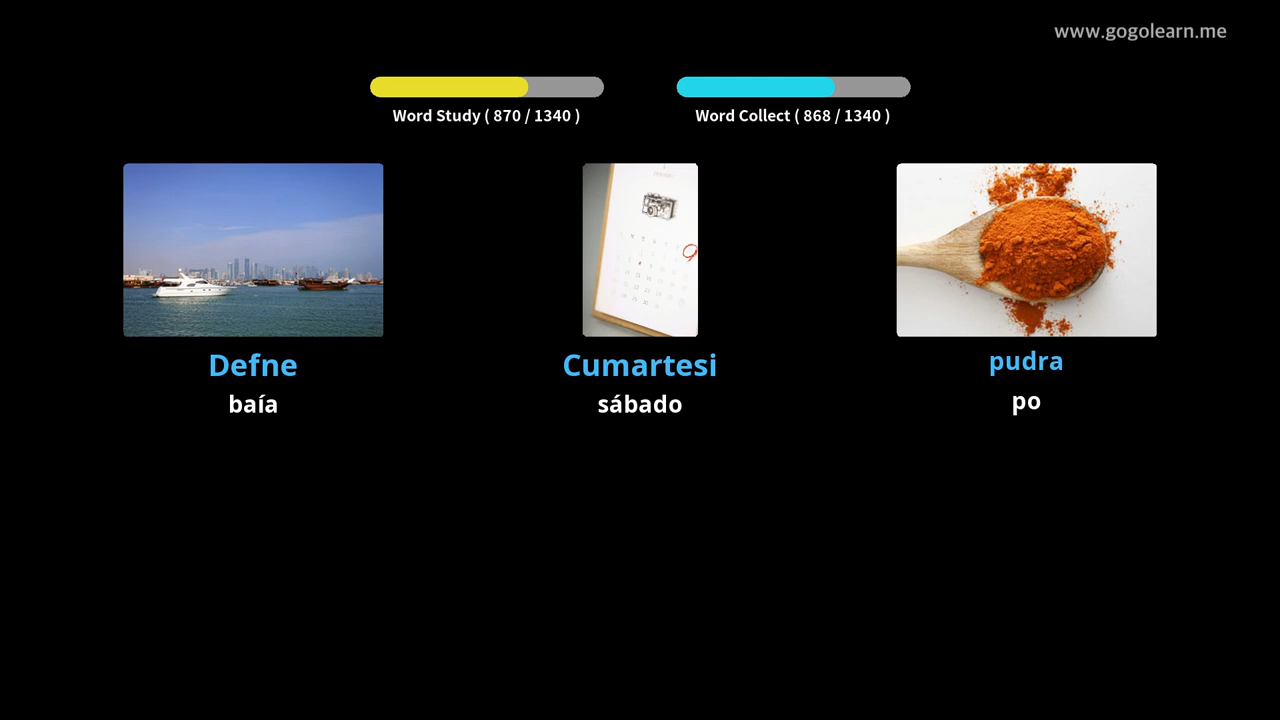 www.gogolearn.me
Word Study ( 870 / 1340 )
Word Collect ( 868 / 1340 )
Defne
Cumartesi
pudra
baía
sábado
po